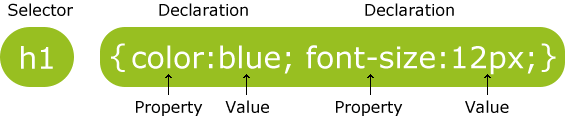 Selector Declaration Declaration
h1 {color:blue; font-size:12px;}
Property Value Property Value